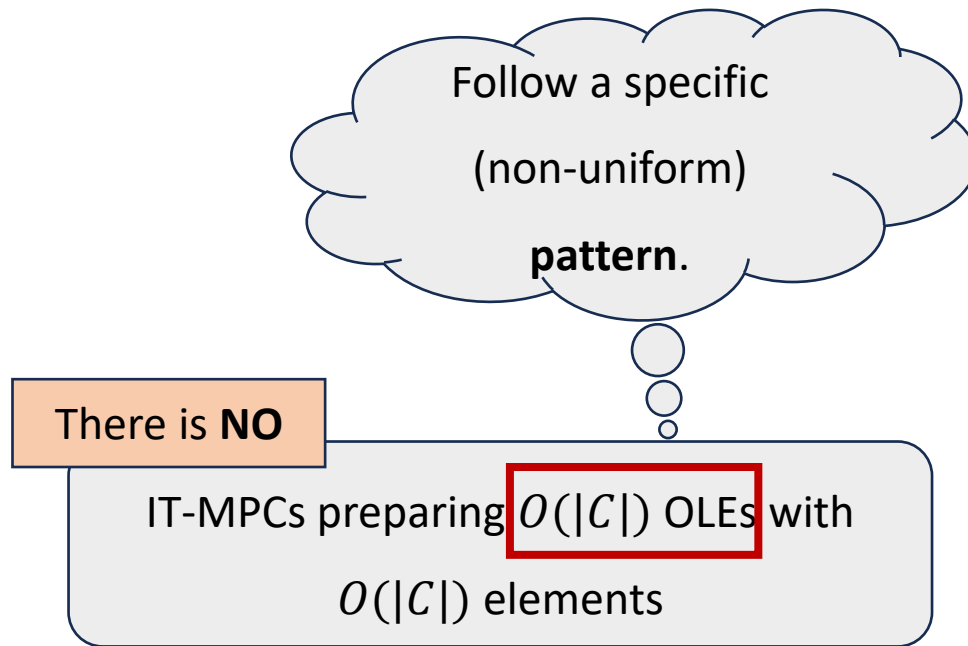 Follow a specific
(non-uniform)
pattern.
There is NO
IT-MPCs preparing O(|C|) OLEs with
O(|C|) elements